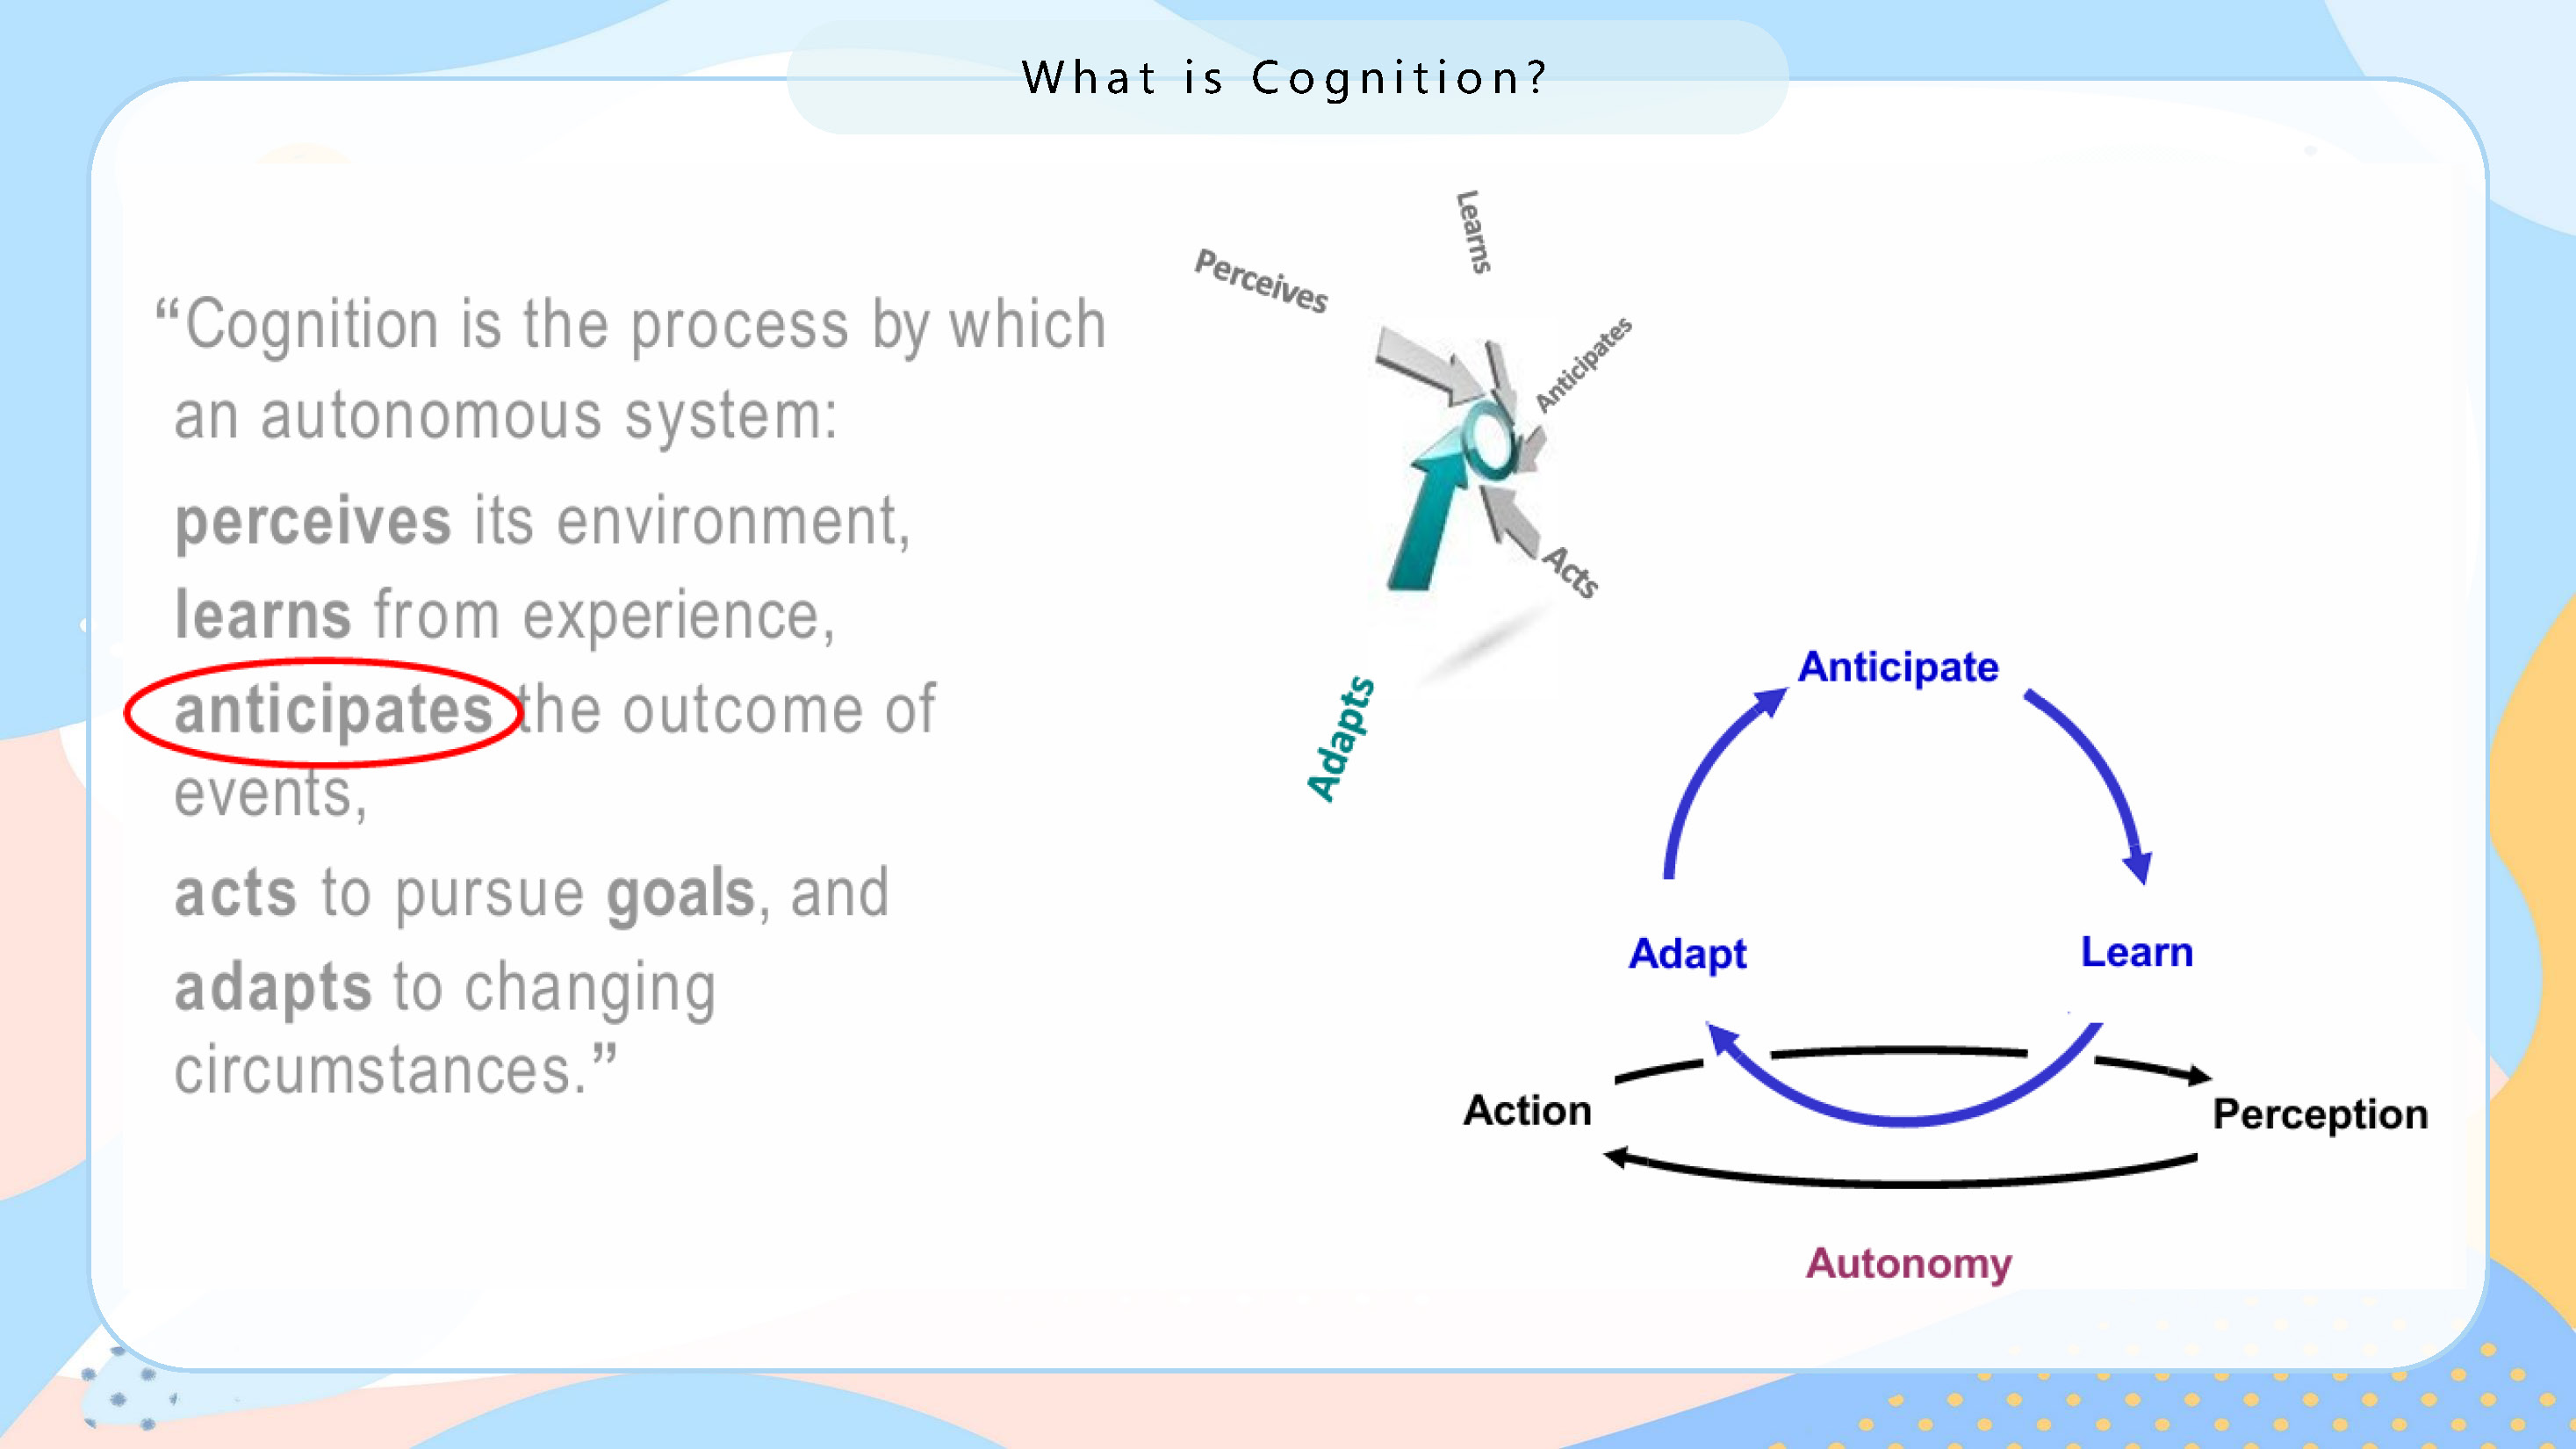 What is Cognition?
“Cognition is the process by which
an autonomous system:
perceives its environment,
learns from experience,
anticipates the outcome of
events,
acts to pursue goals, and
adapts to changing
circumstances.”
Perceives
Learns
Anticipates
Acts
Adapts
Anticipate
Adapt
Learn
Action
Perception
Autonomy